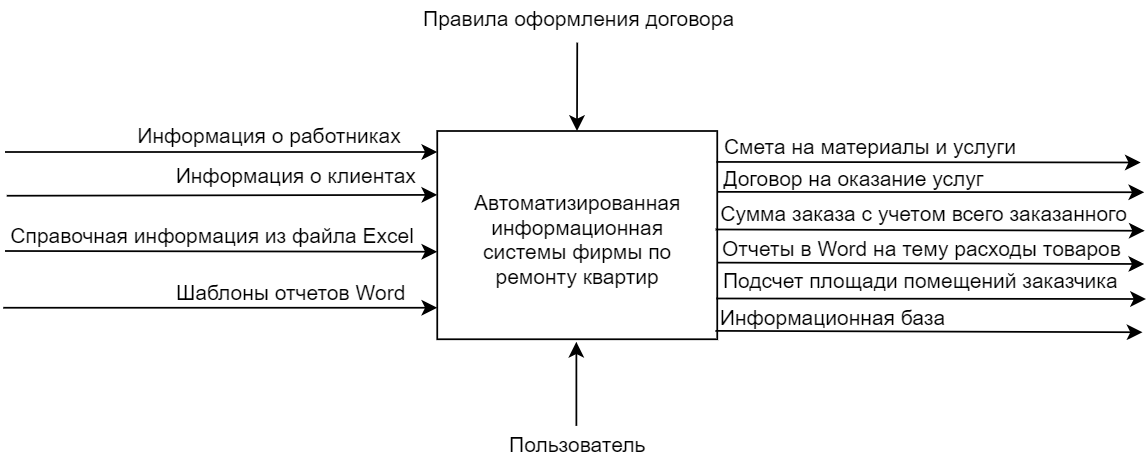 Правила оформления договора
Информация о работниках
Информация о клиентах
Справочная информация из файла Excel
Шаблоны отчетов Word
Автоматизированная
информационная
системы фирмы по
ремонту квартир
Смета на материалы и услуги
Договор на оказание услуг
Сумма заказа с учетом всего заказанного
Отчеты в Word на тему расходы товаров
Подсчет площади помещений заказчика
Информационная база
Пользователь